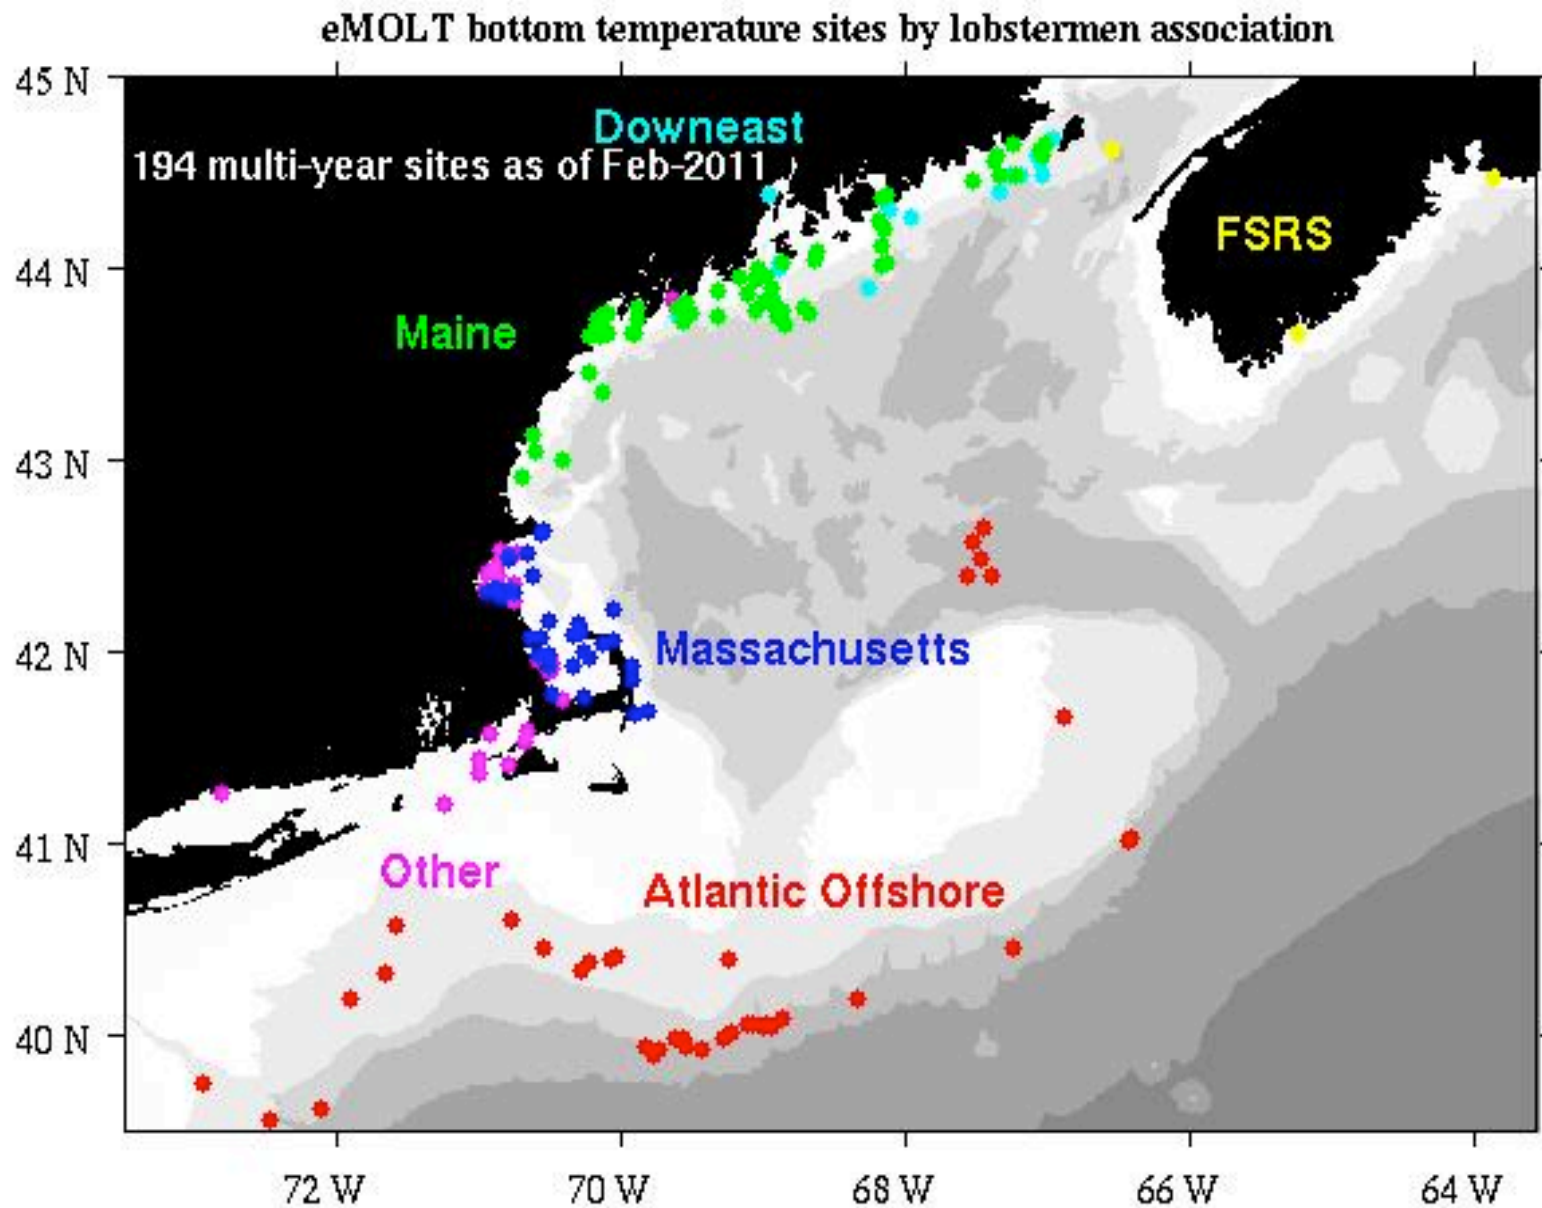 eMOLT bottom temperature sites by lobstermen association
45 N
Downeast
194 multi-year sites as of Feb-2011
FSRS
44 N
Maine
43 N
42 N
Massachusetts
41 N
Other
Atlantic Offshore
40 N
72 W
70 W
68 W
66 W
64 W